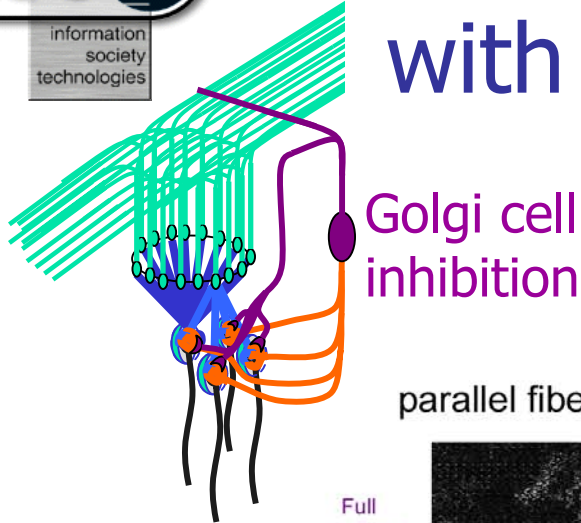 information
society
technologies
with
Golgi cell
inhibition
parallel fibe
Full